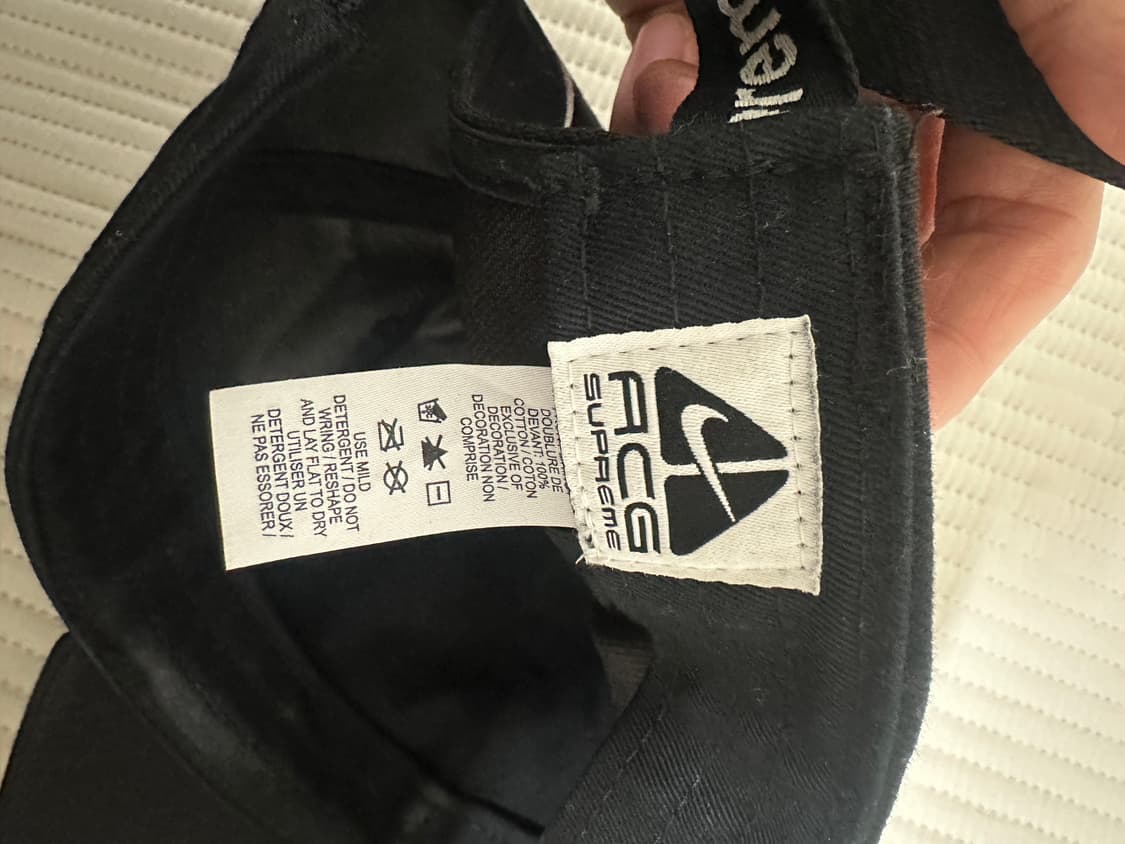 ACG
SUPREME
DOUBLURE DE
DEVANT: 100%
COTTON / COTON
EXCLUSIVE OF
DECORATION /
DECORATION NON
COMPRISE
USE MILD
DETERGENT / DO NOT
WRING / RESHAPE
AND LAY FLAT TO DRY
UTILISER UN
DETERGENT DOUX /
NE PAS ESSORER /